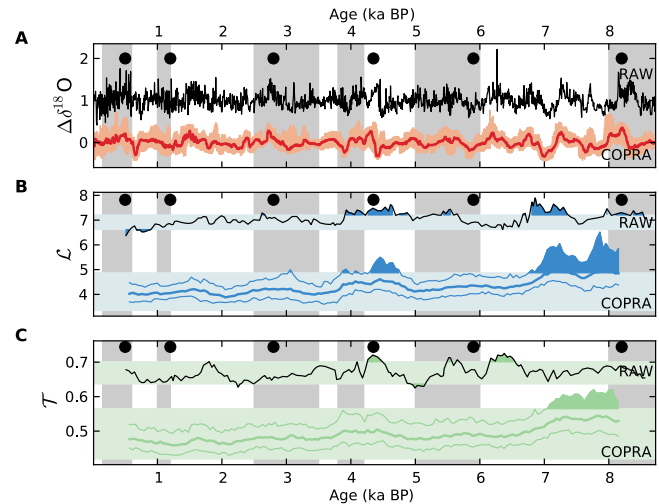 Age (ka BP)
1 2 3 4 5 6 7 8
A
2
1
0
Δδ¹⁸O
RAW
COPRA
B
8
7
6
5
4
ℒ
RAW
COPRA
C
0.7
0.6
0.5
𝒯
RAW
COPRA
1 2 3 4 5 6 7 8
Age (ka BP)